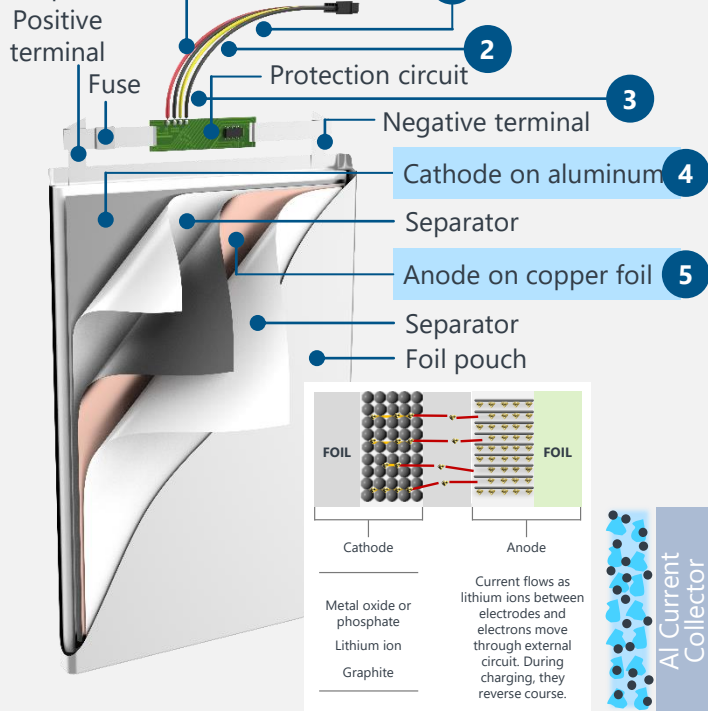 Positive
terminal
Fuse
2
Protection circuit
3
Negative terminal
Cathode on aluminum
4
Separator
Anode on copper foil
5
Separator
Foil pouch
FOIL
FOIL
Cathode
Anode
Metal oxide or
phosphate
Lithium ion
Graphite
Current flows as
lithium ions between
electrodes and
electrons move
through external
circuit. During
charging, they
reverse course.
Al Current
Collector